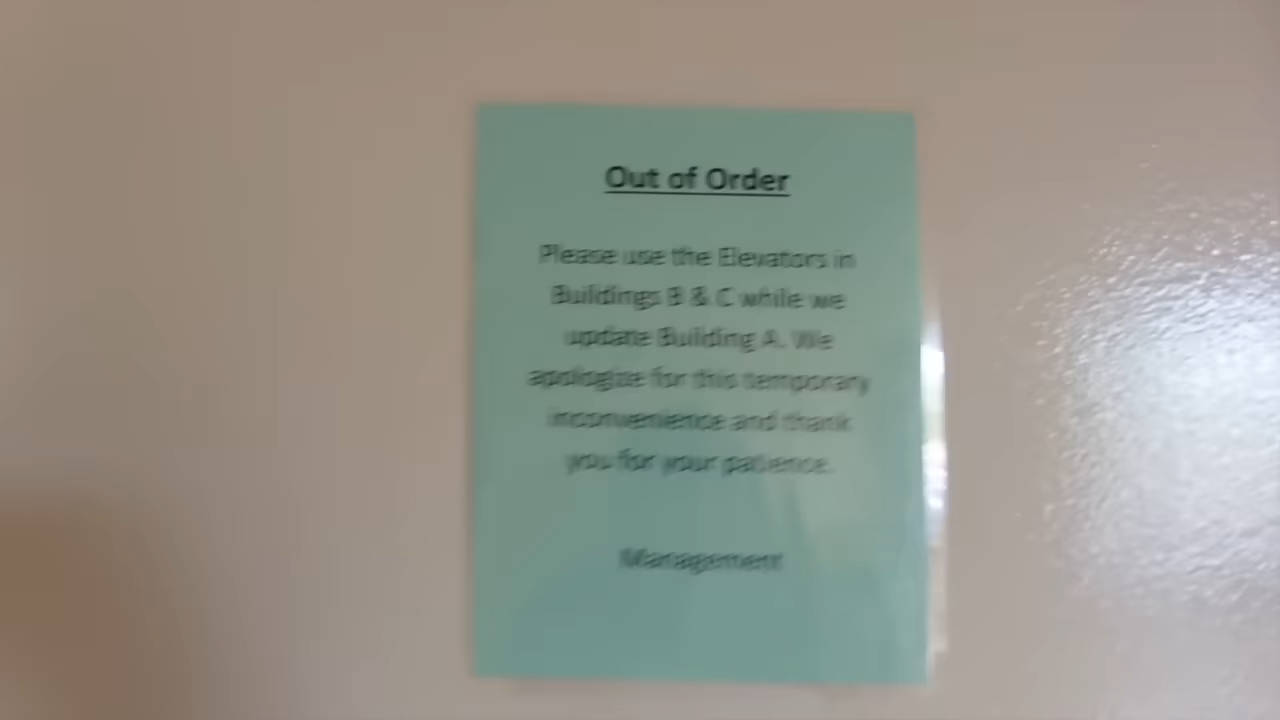 Out of Order
Please use the Elevators in
Buildings B & C while we
update Building A. We
apologize for this temporary
inconvenience and thank
you for your patience.
Management